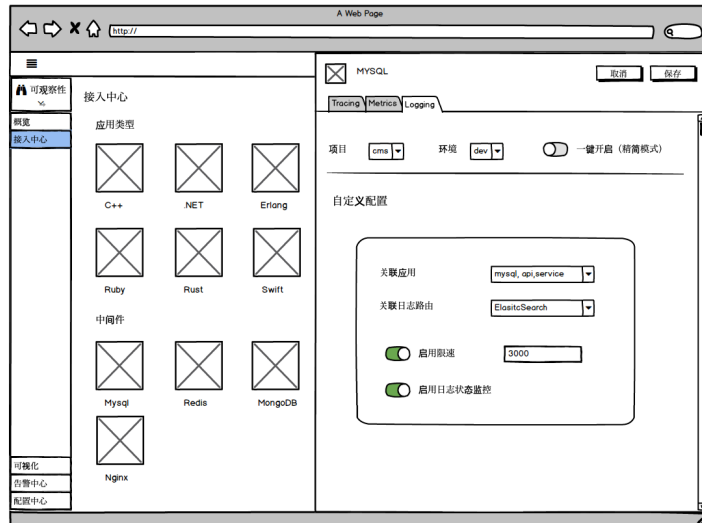 A Web Page
http://
可观察性
概览
接入中心
可视化
告警中心
配置中心
接入中心
应用类型
C++ .NET Erlang
Ruby Rust Swift
中间件
Mysql Redis MongoDB
Nginx
MYSQL
取消 保存
Tracing Metrics Logging
项目 cms 环境 dev 一键开启（精简模式）
自定义配置
关联应用 mysql, api,service
关联日志路由 ElasitcSearch
启用限速 3000
启用日志状态监控